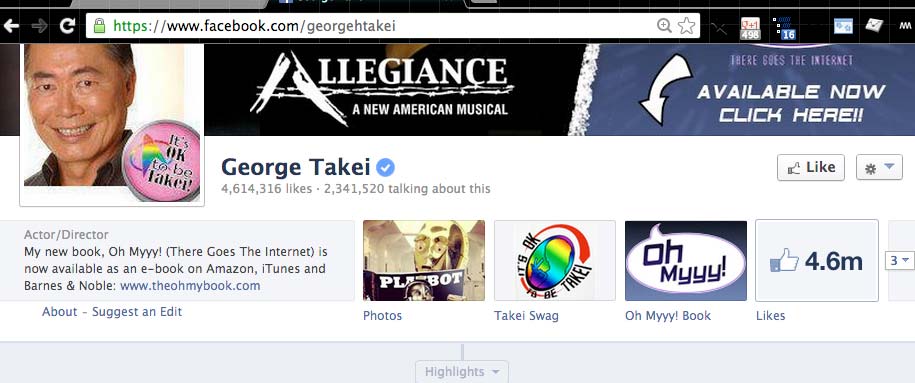 https://www.facebook.com/georgehtakei
+1
498
16
ALLEGIANCE
A NEW AMERICAN MUSICAL
THERE GOES THE INTERNET
AVAILABLE NOW
CLICK HERE!!
It's
OK
to be
Takei!
George Takei
4,614,316 likes · 2,341,520 talking about this
Like
Actor/Director
My new book, Oh Myyy! (There Goes The Internet) is
now available as an e-book on Amazon, iTunes and
Barnes & Noble: www.theohmybook.com
About – Suggest an Edit
PLAYBOT
Photos
OK
TO BE TAKEI
Takei Swag
Oh
Myyy!
Oh Myyy! Book
4.6m
Likes
3
Highlights